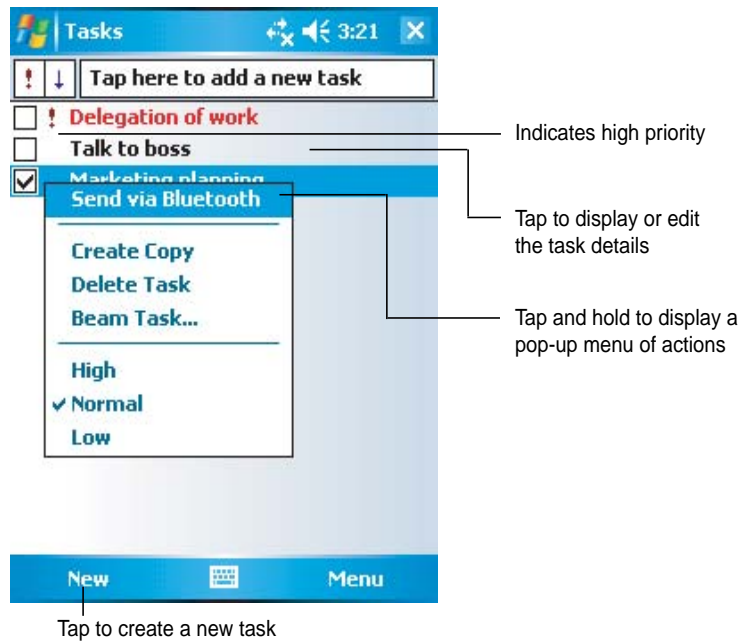 Tasks 3:21
! ↓ Tap here to add a new task
! Delegation of work
Indicates high priority
Talk to boss
Marketing planning
Send via Bluetooth
Tap to display or edit
the task details
Create Copy
Delete Task
Beam Task...
Tap and hold to display a
pop-up menu of actions
High
Normal
Low
New Menu
Tap to create a new task